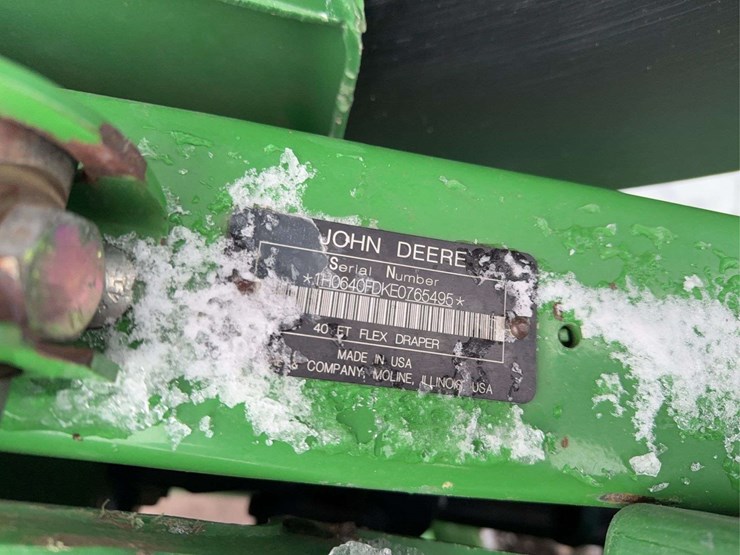 JOHN DEERE
Serial Number
*1H0640FDKE0765495*
40 FT FLEX DRAPER
MADE IN USA
COMPANY, MOLINE, ILLINOIS USA